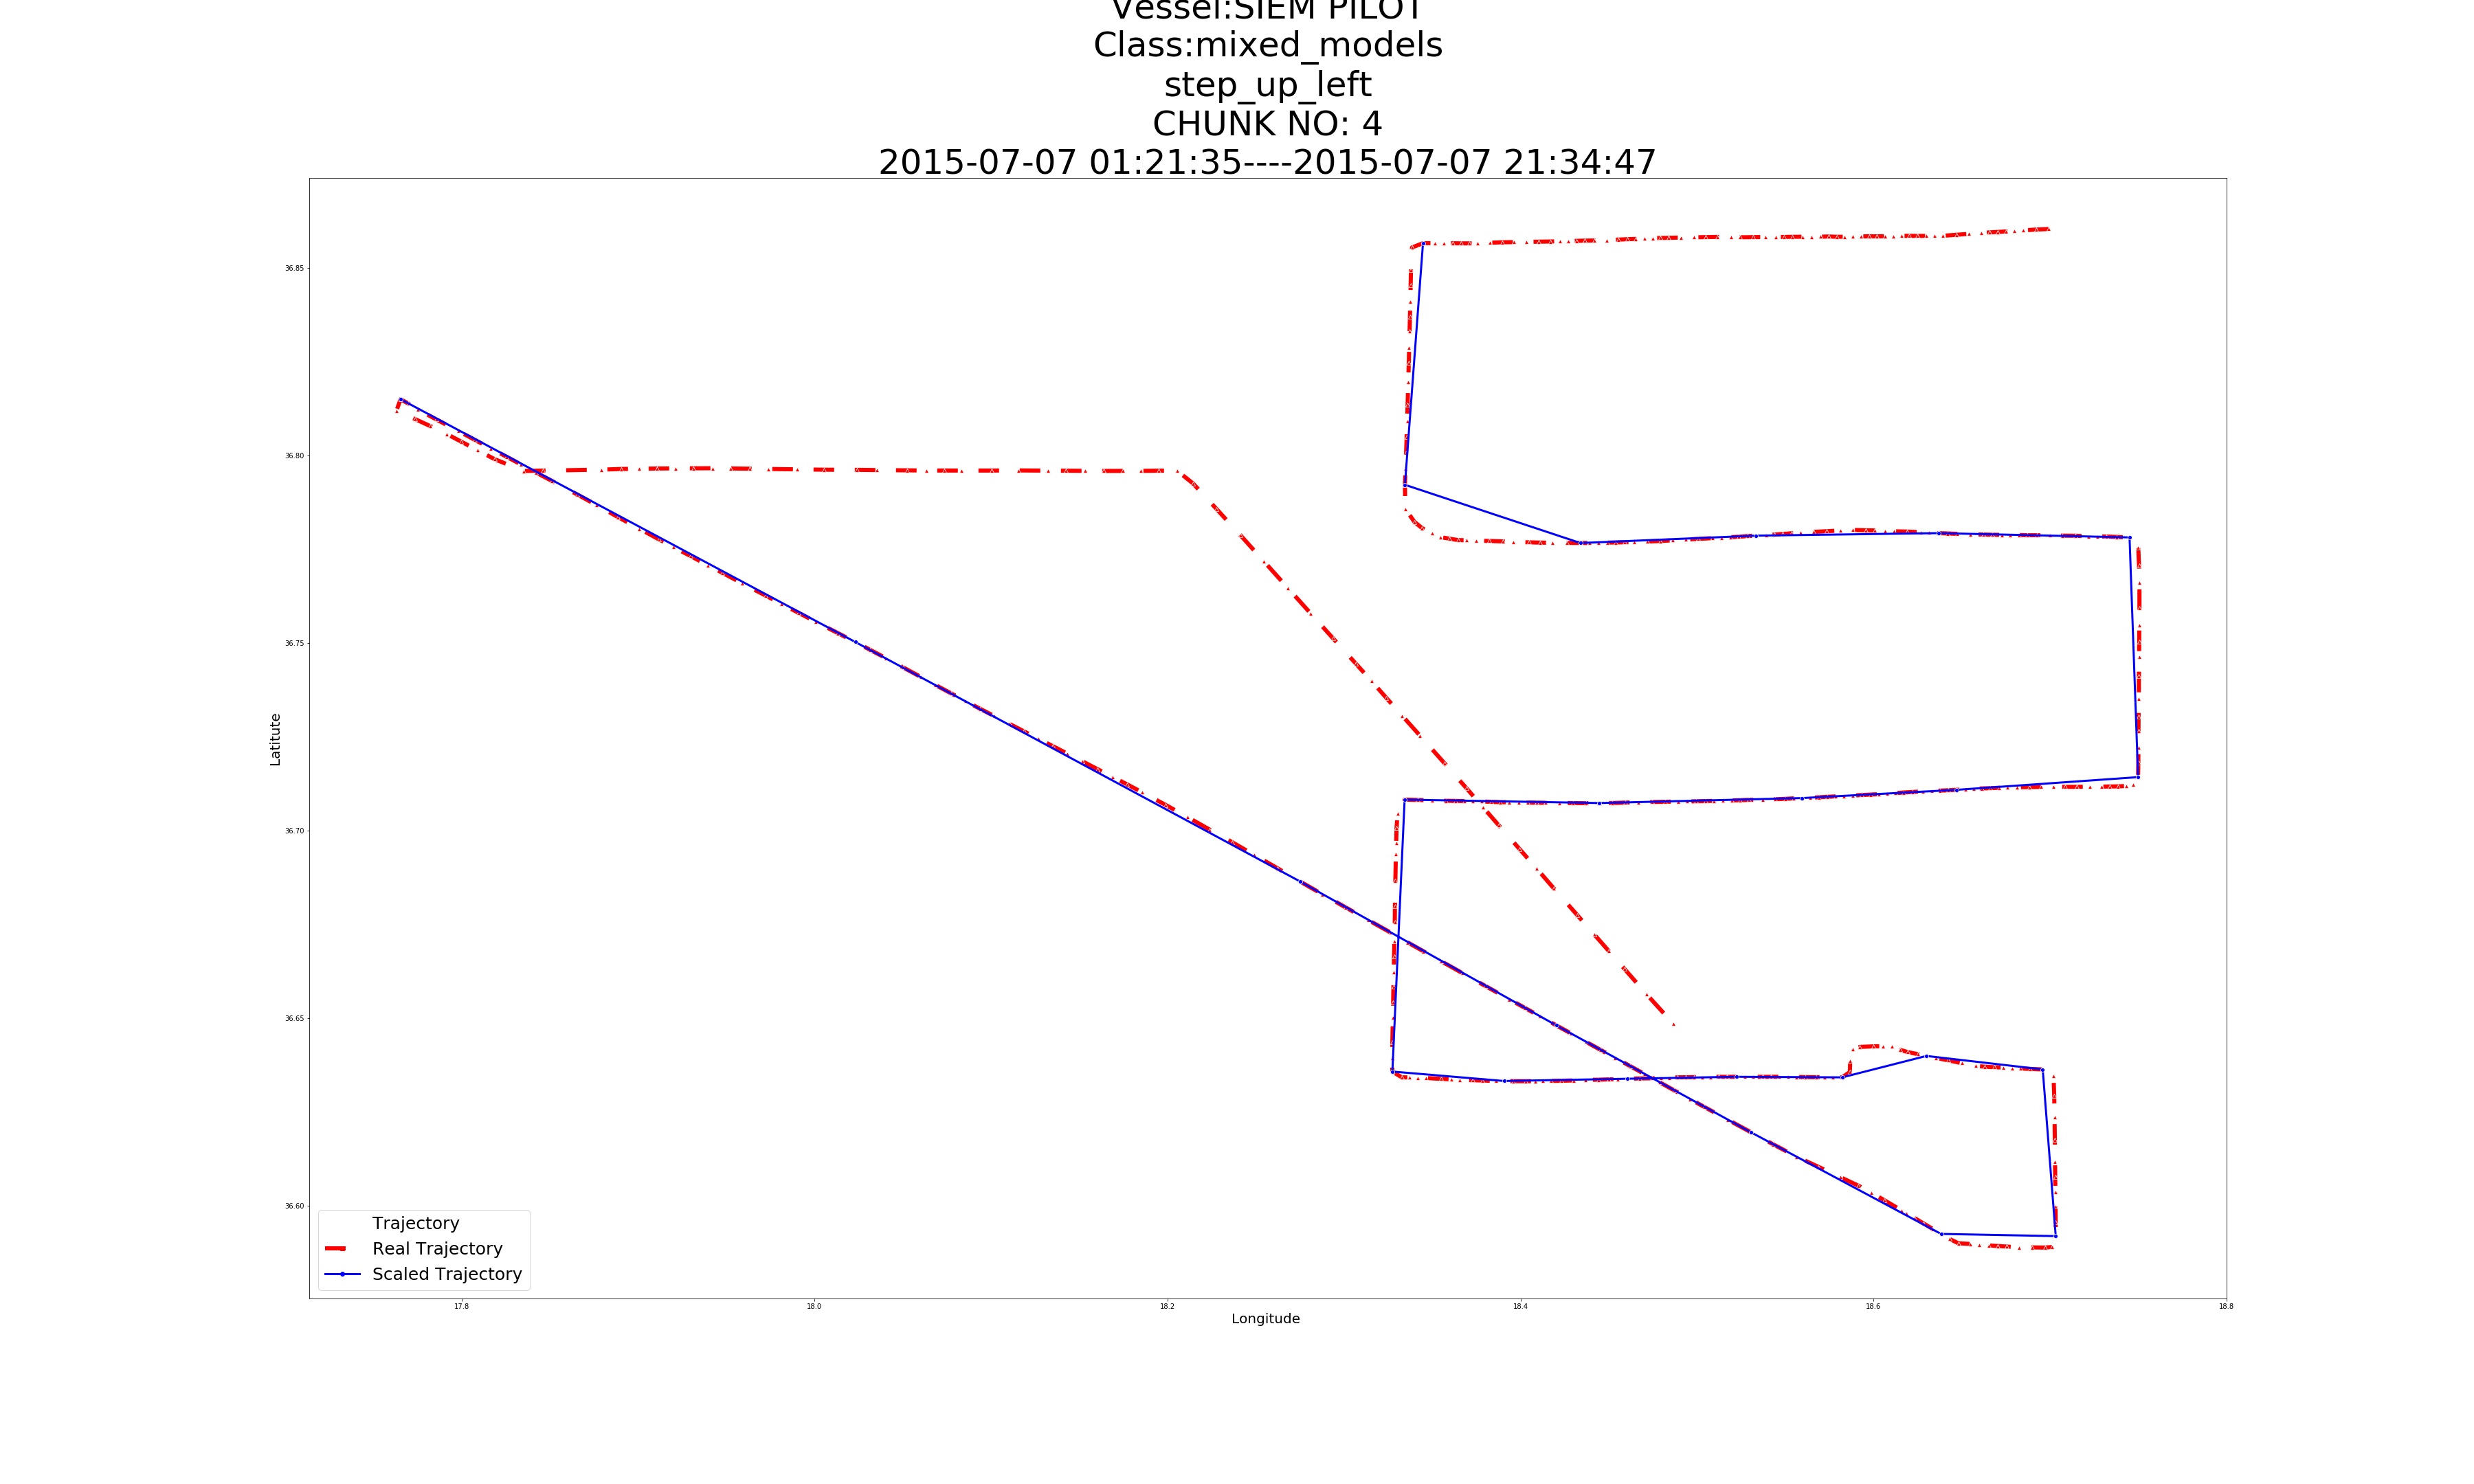 Vessel:SIEM PILOT
Class:mixed_models
step_up_left
CHUNK NO: 4
2015-07-07 01:21:35----2015-07-07 21:34:47
36.85
36.80
36.75
36.70
36.65
36.60
Latitute
Trajectory
Real Trajectory
Scaled Trajectory
17.8
18.0
18.2
18.4
18.6
18.8
Longitude